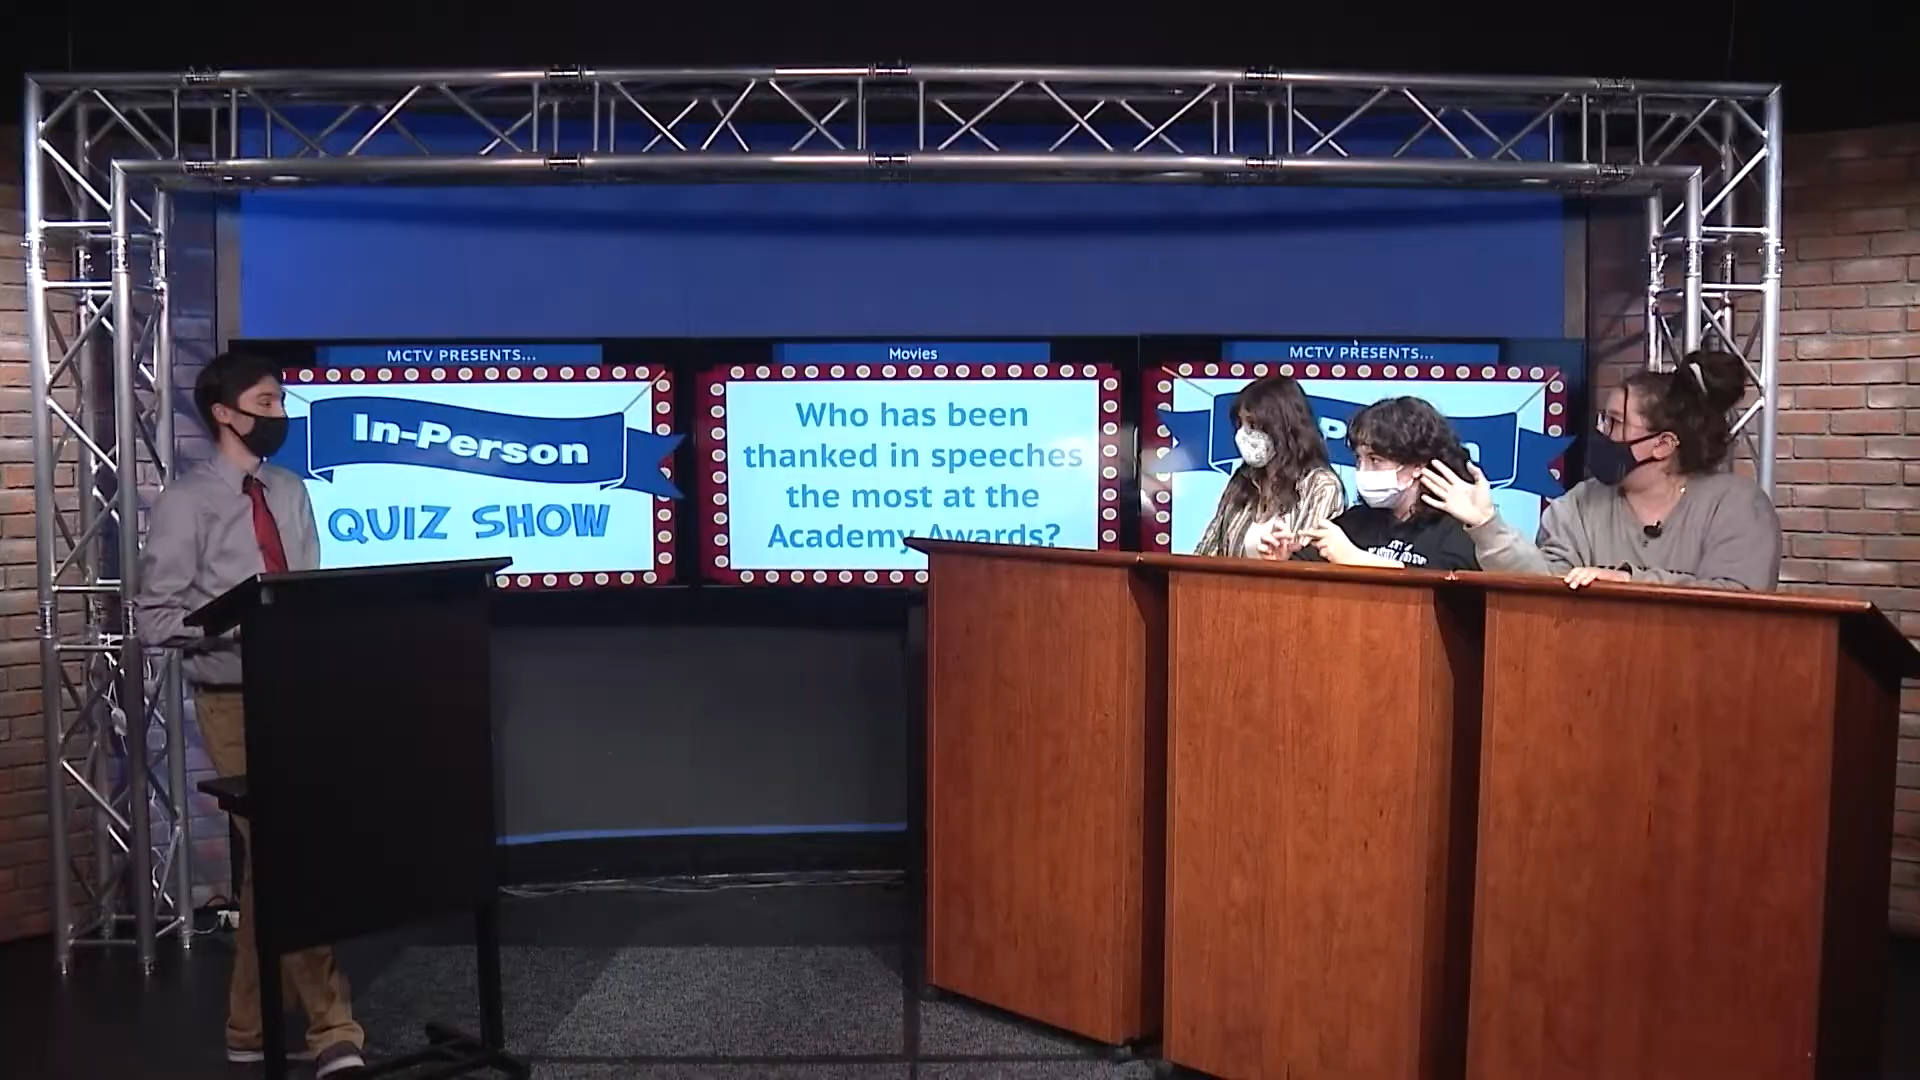 MCTV PRESENTS...
In-Person
QUIZ SHOW
Movies
Who has been
thanked in speeches
the most at the
Academy Awards?
MCTV PRESENTS...